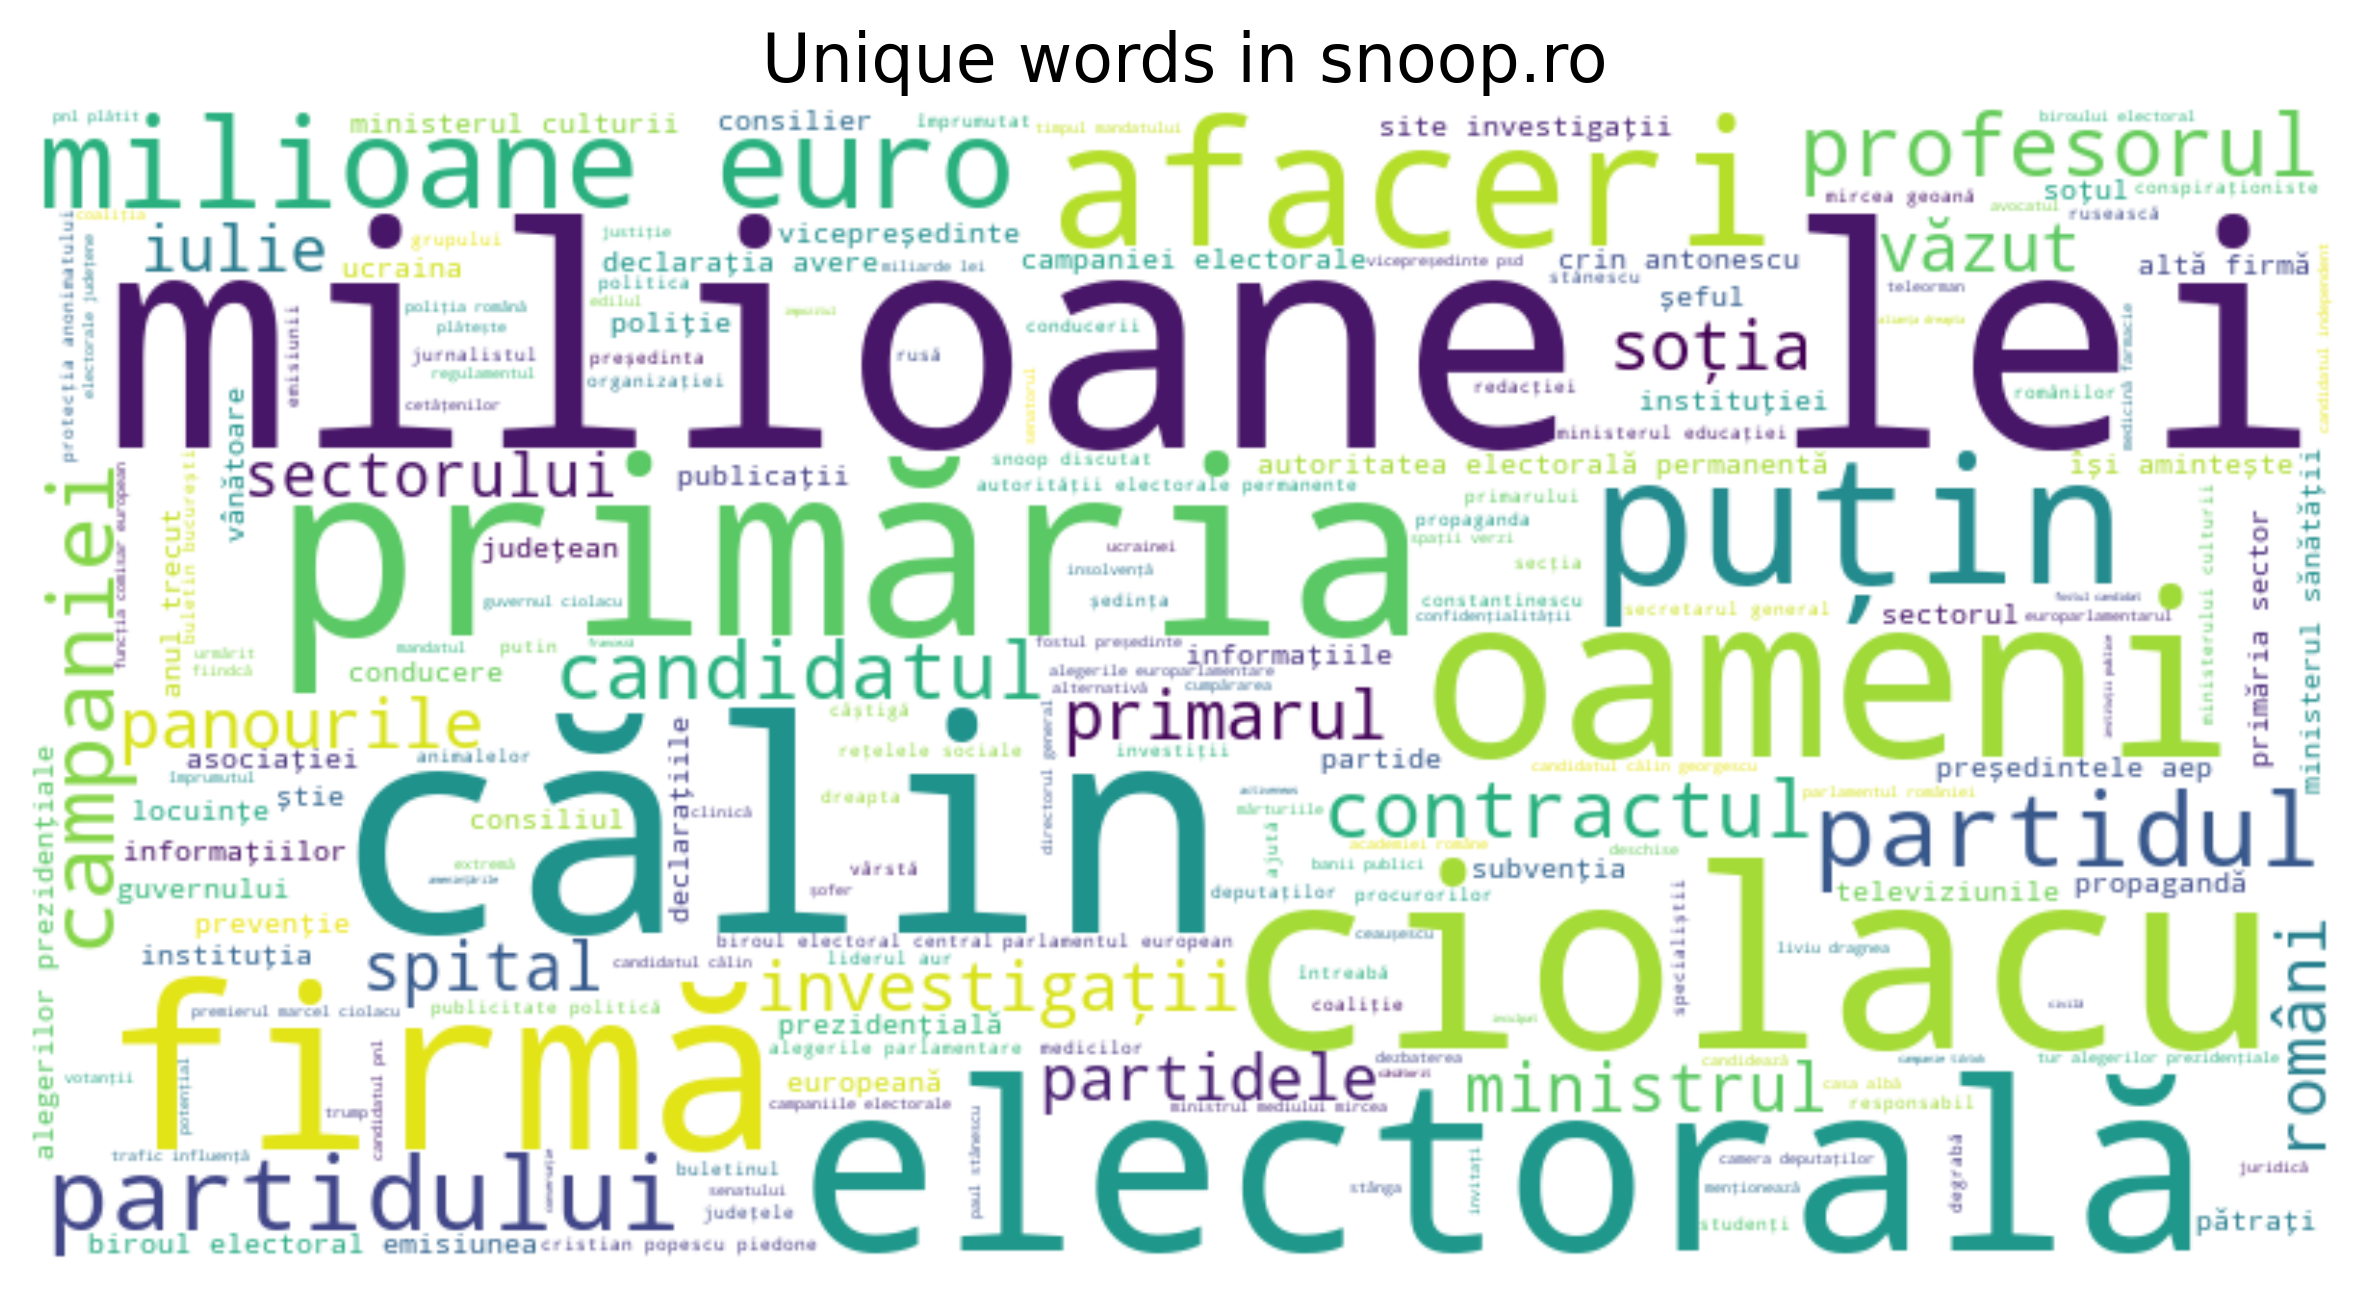 Unique words in snoop.ro
pnl plătit
ministerul culturii
consilier
împrumutat
timpul mandatului
site investigații
biroului electoral
milioane euro
afaceri
profesorul
mircea geoană
soțul
conspiraționiste
coaliția
avocatul
rusească
iulie
grupului
justiție
vicepreședinte
văzut
ucraina
declarația avere
miliarde lei
campaniei electorale
vicepreședinte psd
crin antonescu
altă firmă
politica
stănescu
teleorman
șeful
milioane lei
protecția anonimatului
electorale județene
emisiunii
poliția română
edilul
plătește
poliție
conducerii
alianța dreapta
soția
jurnalistul
președinta
rusă
regulamentul
organizației
redacției
românilor
cetățenilor
senatorul
instituției
medicină farmacie
candidatul independent
ministerul educației
vânătoare
sectorului
publicații
snoop discutat
autoritatea electorală permanentă
își amintește
autorității electorale permanente
primăria
puțin
primarului
propaganda
spații verzi
campaniei
funcția comisar european
anul trecut
buletin bucurești
județean
ucrainei
insolvență
secția
guvernul ciolacu
ședința
constantinescu
confidențialității
secretarul general
sectorul
europarlamentarul
fostul candidat
ministerului culturii
primăria sector
ministerul sănătății
urmărit
fiindcă
mandatul
putin
conducere
candidatul
fostul președinte
informațiile
alegerile europarlamentare
alternativă
cumpărarea
oameni
instituții publice
panourile
primarul
câștigă
rețelele sociale
directorul general
investiții
asociației
animalelor
împrumutul
partide
candidatul călin georgescu
președintele aep
călin
declarațiile
locuințe
știe
clinică
dreapta
activenews
mărturiile
contractul
parlamentul româniei
partidul
consiliul
informațiilor
extremă
amenințările
vârstă
șofer
ajută
academiei române
banii publici
deschise
guvernului
subvenția
deputaților
procurorilor
televiziunile
propagandă
alegerilor prezidențiale
prevenție
instituția
spital
biroul electoral central parlamentul european
ceaușescu
ciolacu
specialiștii
liviu dragnea
români
candidatul călin
liderul aur
investigații
întreabă
coaliție
premierul marcel ciolacu
publicitate politică
firmă
prezidențială
alegerile parlamentare
medicilor
dezbaterea
candidează
tur alegerilor prezidențiale
votanții
potențial
trump
candidatul pnl
europeană
campaniile electorale
partidele
ministrul mediului mircea
ministrul
casa albă
responsabil
trafic influență
partidului
buletinul
senatului
județele
paul stănescu
electorală
stânga
invitați
camera deputaților
menționează
degrabă
juridică
studenți
pătrați
biroul electoral
emisiunea
cristian popescu piedone